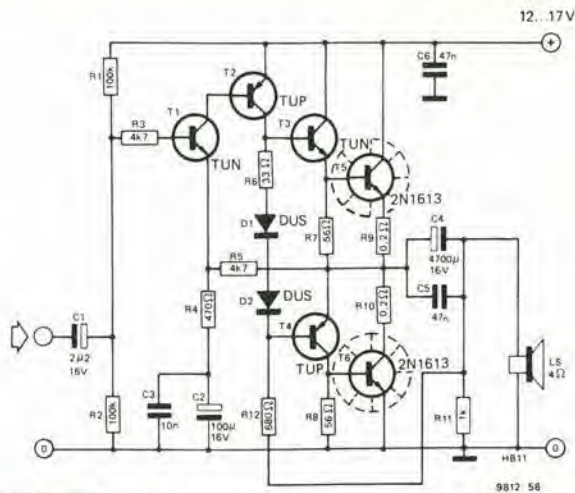 12...17V
+
C6
47n
T2
TUP
R1
100k
R3
4k7
T1
TUN
T3
TUN
T5
2N1613
R6
33Ω
D1
DUS
R7
56Ω
R9
0,2Ω
C4
4700µ
16V
R5
4k7
C5
47n
R4
470Ω
D2
DUS
R10
0,2Ω
T4
TUP
T6
2N1613
C1
2µ2
16V
LS
4Ω
R2
100k
C3
10n
C2
100µ
16V
R12
680Ω
R8
56Ω
R11
1k
0
0
HB11
9812 58